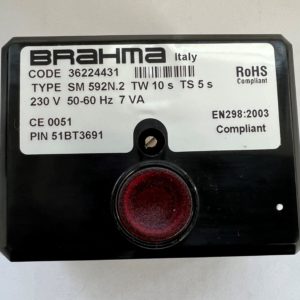 BRAHMA Italy
CODE 36224431
RoHS
Compliant
TYPE SM 592N.2 TW 10 s TS 5 s
230 V 50-60 Hz 7 VA
EN298:2003
Compliant
CE 0051
PIN 51BT3691